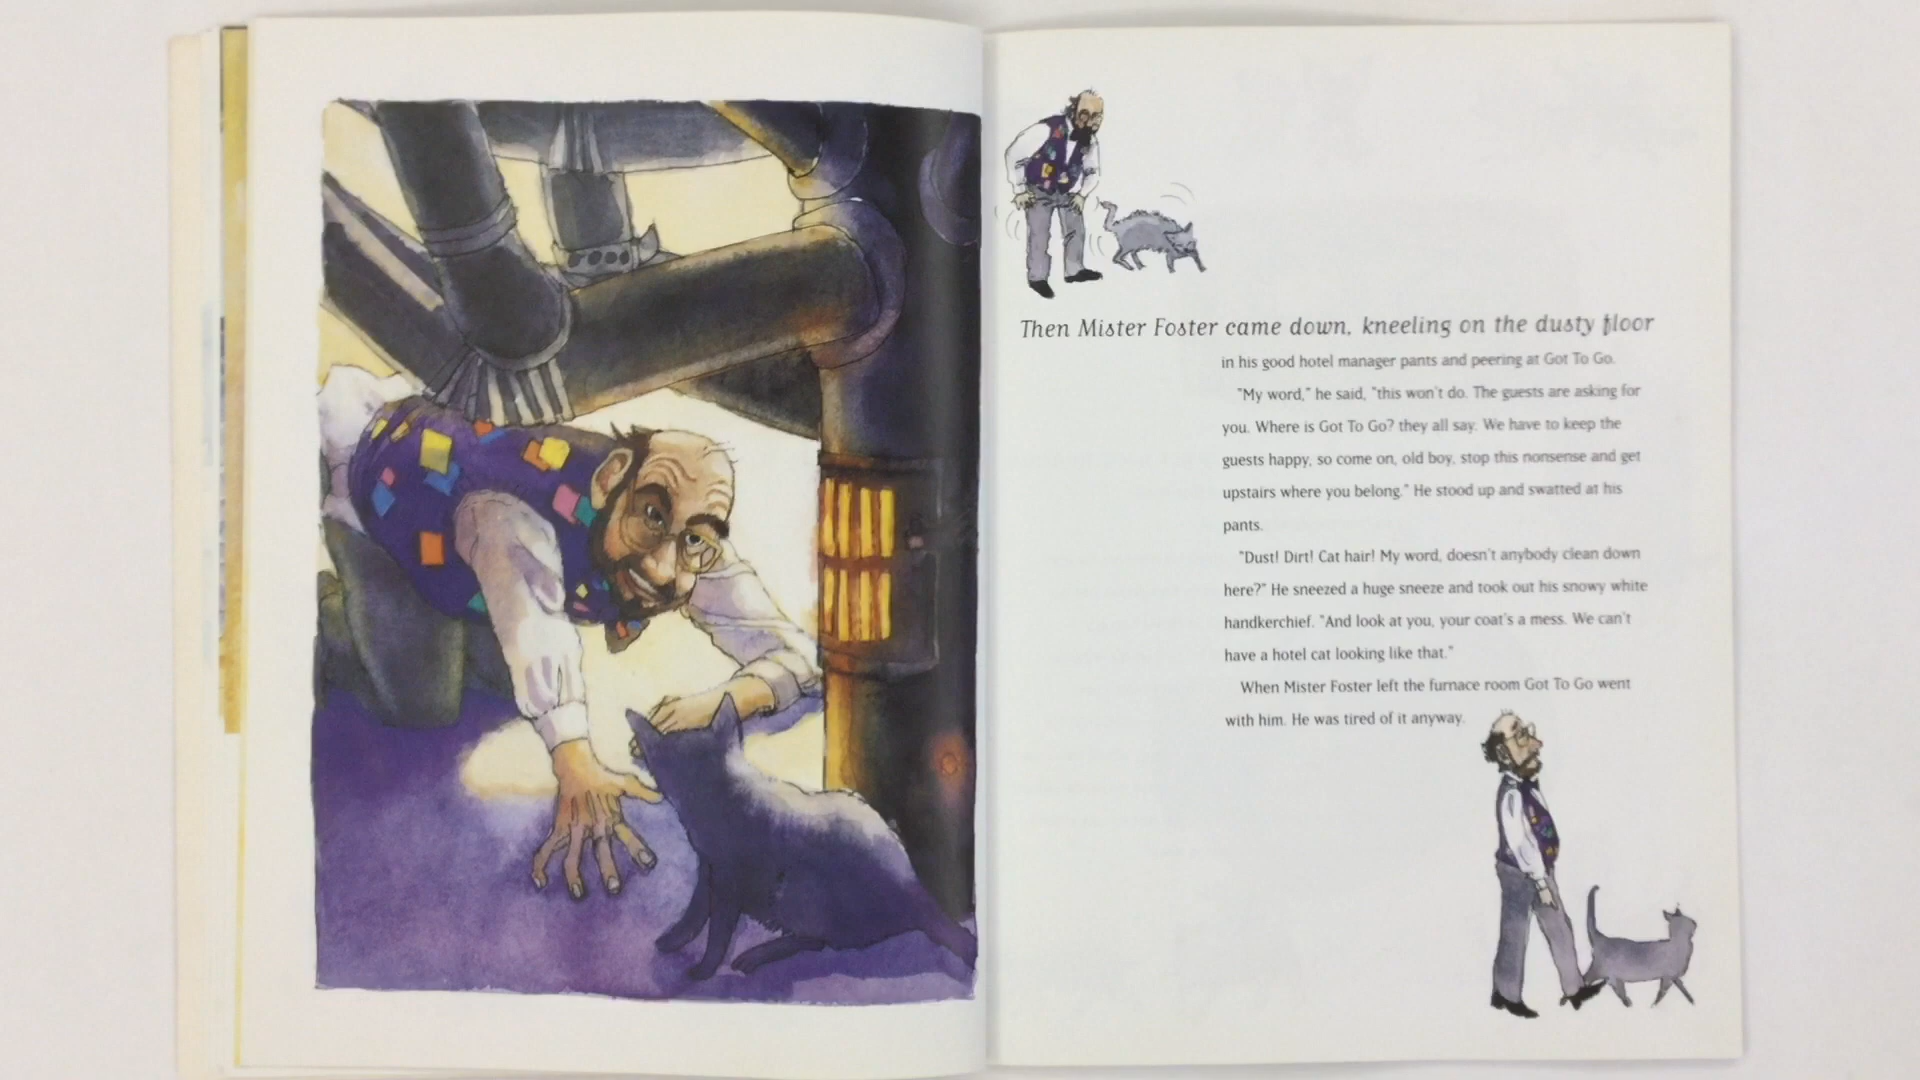 Then Mister Foster came down, kneeling on the dusty floor
in his good hotel manager pants and peering at Got To Go.
"My word," he said, "this won't do. The guests are asking for
you. Where is Got To Go? they all say. We have to keep the
guests happy, so come on, old boy, stop this nonsense and get
upstairs where you belong." He stood up and swatted at his
pants.
"Dust! Dirt! Cat hair! My word, doesn't anybody clean down
here?" He sneezed a huge sneeze and took out his snowy white
handkerchief. "And look at you, your coat's a mess. We can't
have a hotel cat looking like that."
When Mister Foster left the furnace room Got To Go went
with him. He was tired of it anyway.